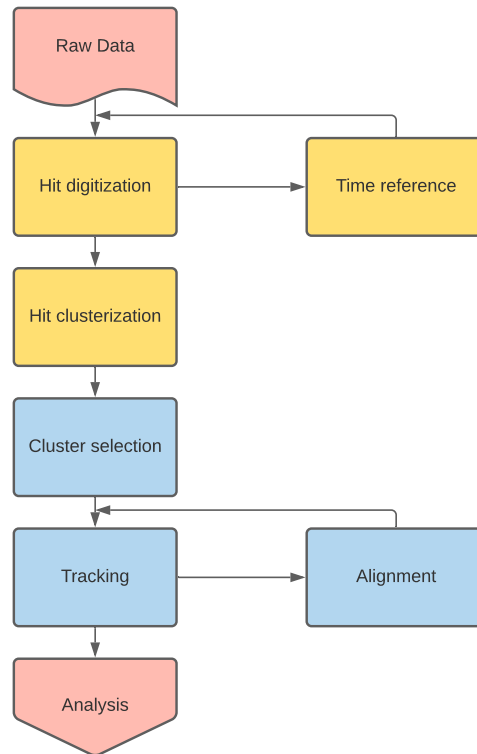 Raw Data
Hit digitization
Time reference
Hit clusterization
Cluster selection
Tracking
Alignment
Analysis